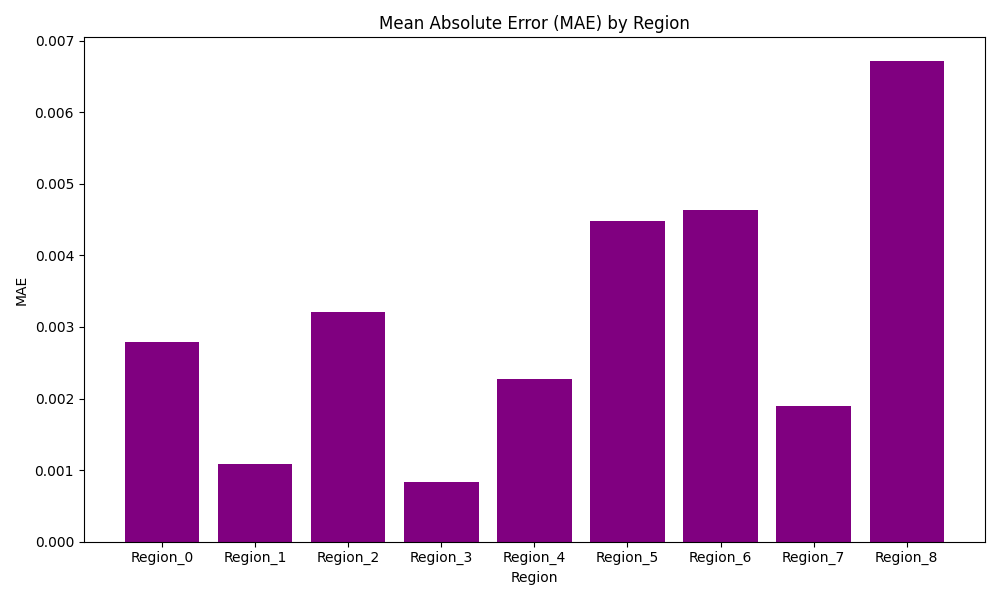 Mean Absolute Error (MAE) by Region
0.007
0.006
0.005
0.004
0.003
0.002
0.001
0.000
MAE
Region_0 Region_1 Region_2 Region_3 Region_4 Region_5 Region_6 Region_7 Region_8
Region